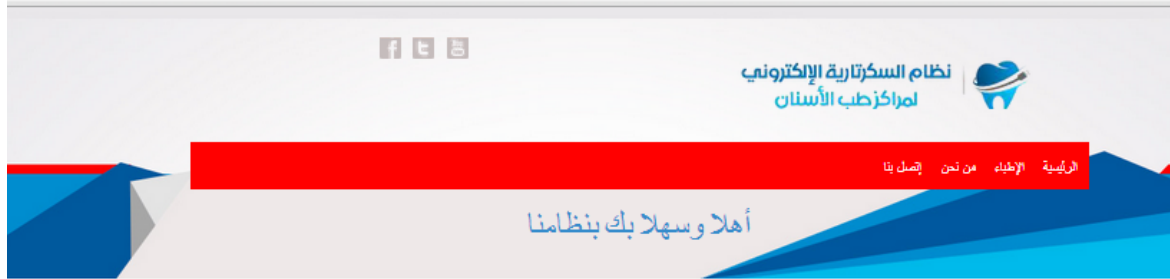 نظام السكرتارية الإلكتروني
لمراكز طب الأسنان
الرئيسية الإطباء من نحن إتصل بنا
أهلا وسهلا بك بنظامنا